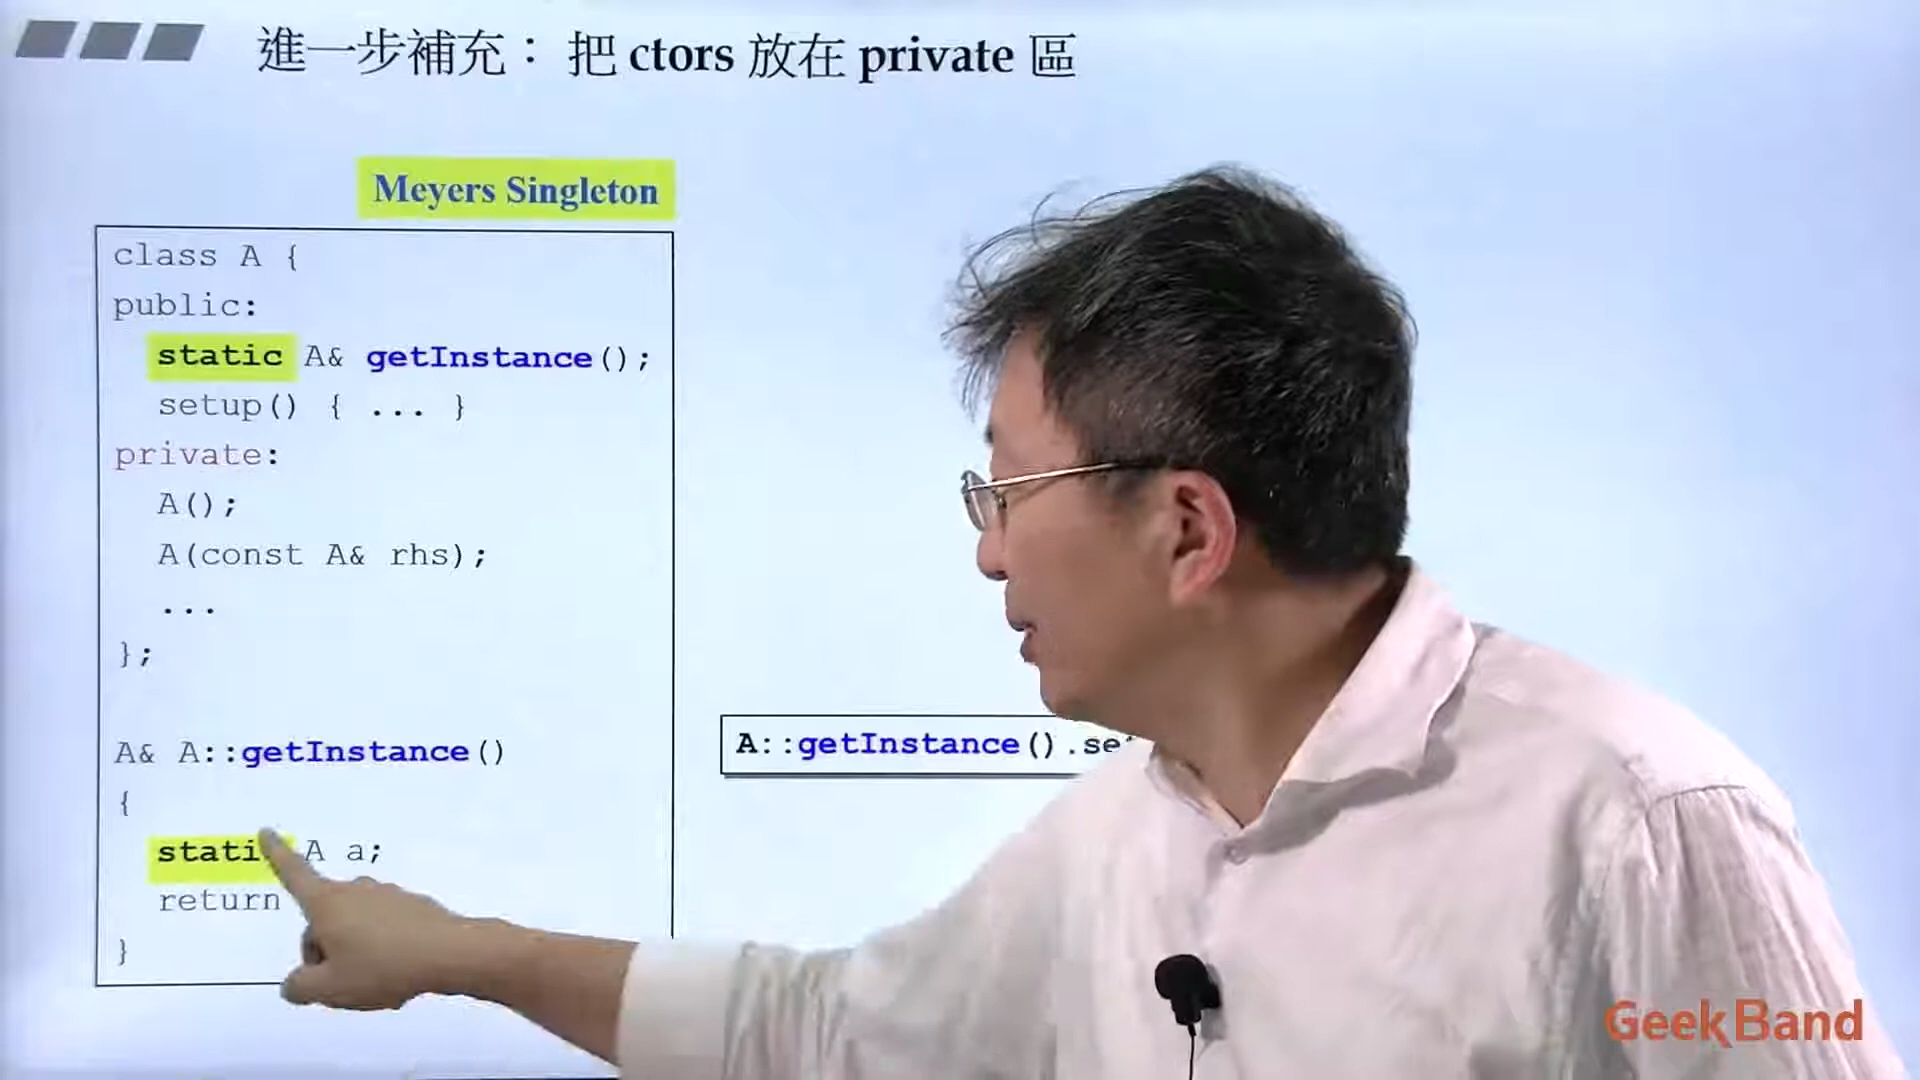 進一步補充： 把 ctors 放在 private 區
Meyers Singleton
class A {
public:
static A& getInstance();
setup() { ... }
private:
A();
A(const A& rhs);
...
};
A& A::getInstance()
{
A a;
return
}
A::getInstance().
GeekBand